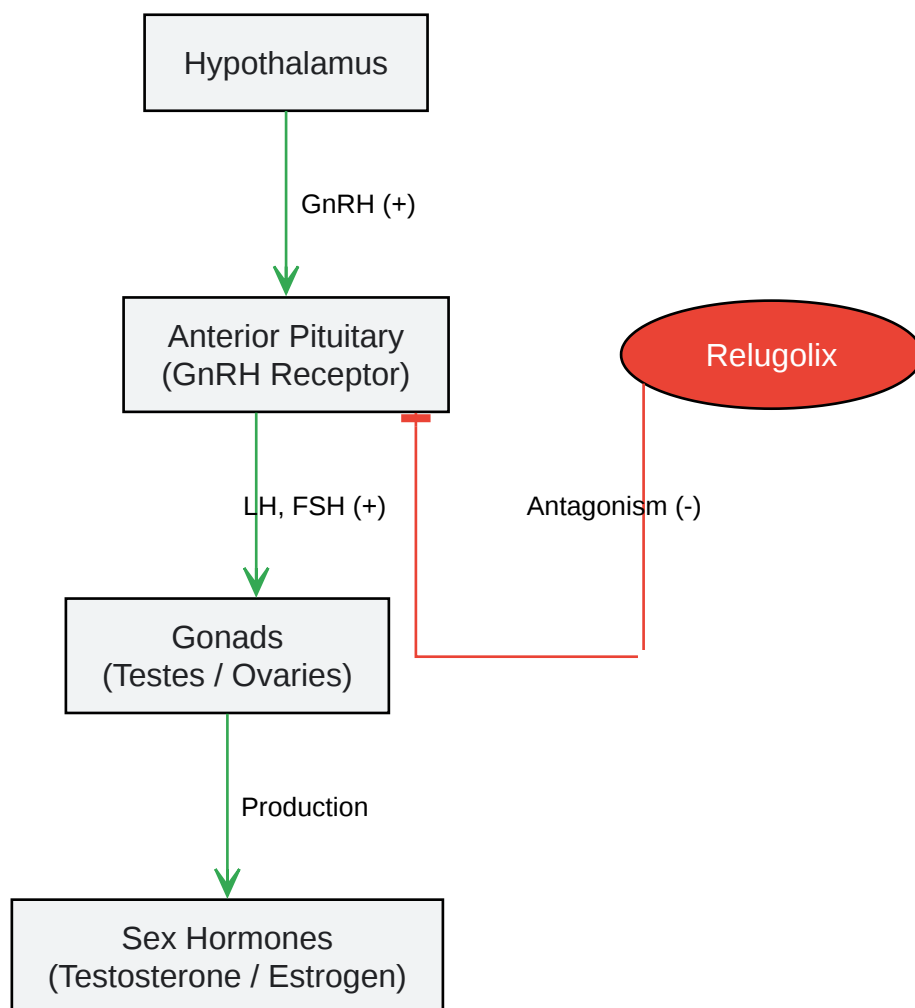 Hypothalamus
GnRH (+)
Anterior Pituitary
(GnRH Receptor)
Relugolix
LH, FSH (+)
Antagonism (-)
Gonads
(Testes / Ovaries)
Production
Sex Hormones
(Testosterone / Estrogen)